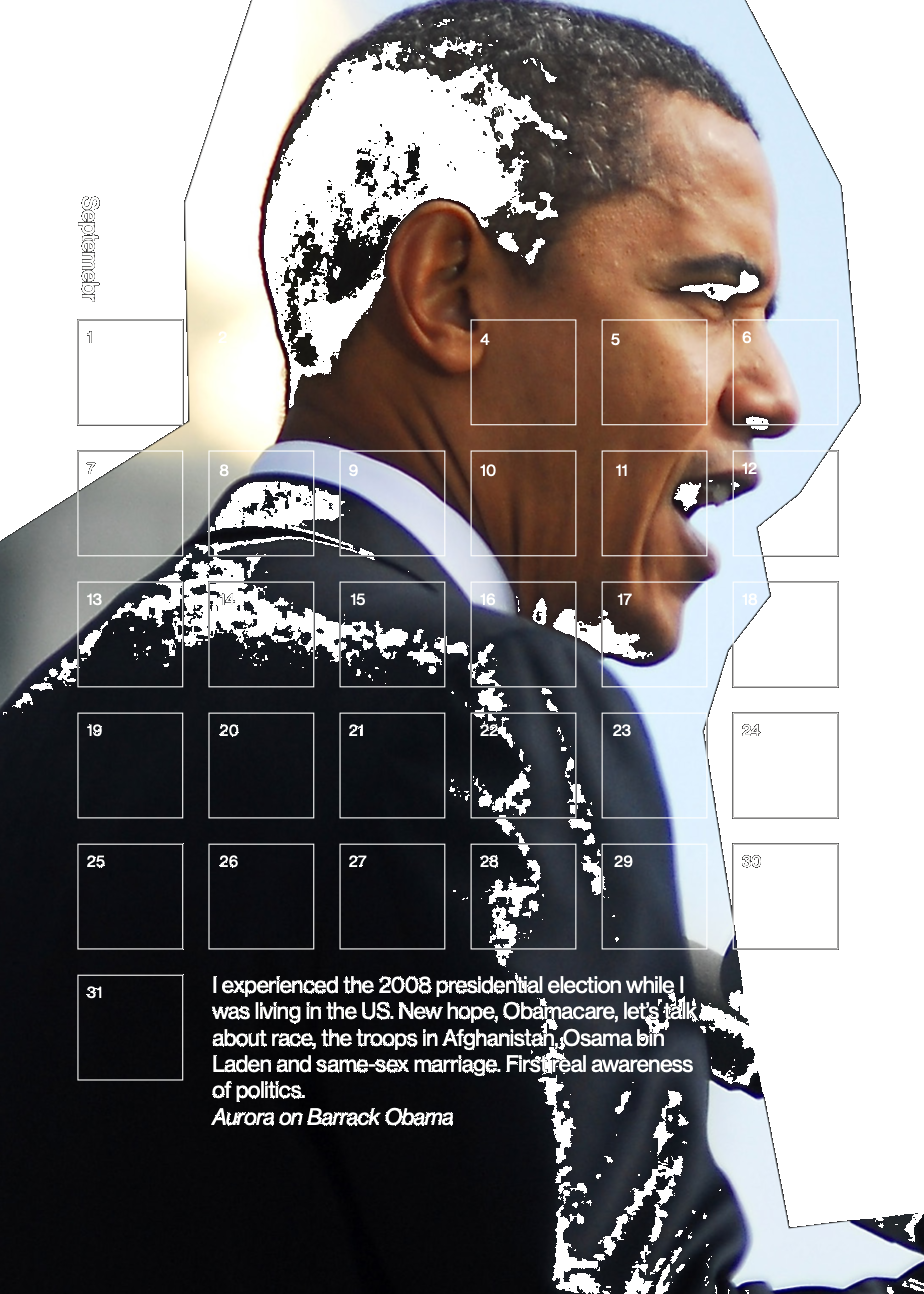 Septemebr
1 2 4 5 6
7 8 9 10 11 12
13 14 15 16 17 18
19 20 21 22 23 24
25 26 27 28 29 30
31
I experienced the 2008 presidential election while I
was living in the US. New hope, Obamacare, let's talk
about race, the troops in Afghanistan, Osama bin
Laden and same-sex marriage. First real awareness
of politics.
Aurora on Barrack Obama